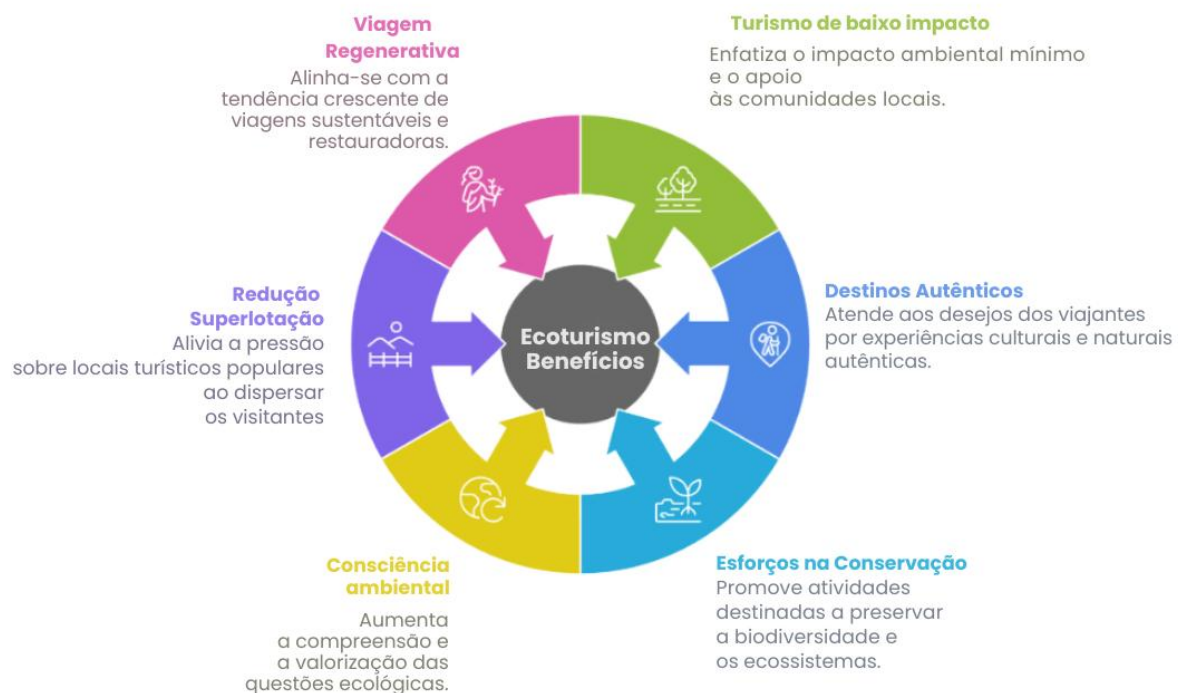 Viagem
Regenerativa
Alinha-se com a
tendência crescente de
viagens sustentáveis e
restauradoras.
Turismo de baixo impacto
Enfatiza o impacto ambiental mínimo
e o apoio
às comunidades locais.
Redução
Superlotação
Alivia a pressão
sobre locais turísticos populares
ao dispersar
os visitantes
Ecoturismo
Benefícios
Destinos Autênticos
Atende aos desejos dos viajantes
por experiências culturais e naturais
autênticas.
Consciência
ambiental
Aumenta
a compreensão e
a valorização das
questões ecológicas.
Esforços na Conservação
Promove atividades
destinadas a preservar
a biodiversidade e
os ecossistemas.